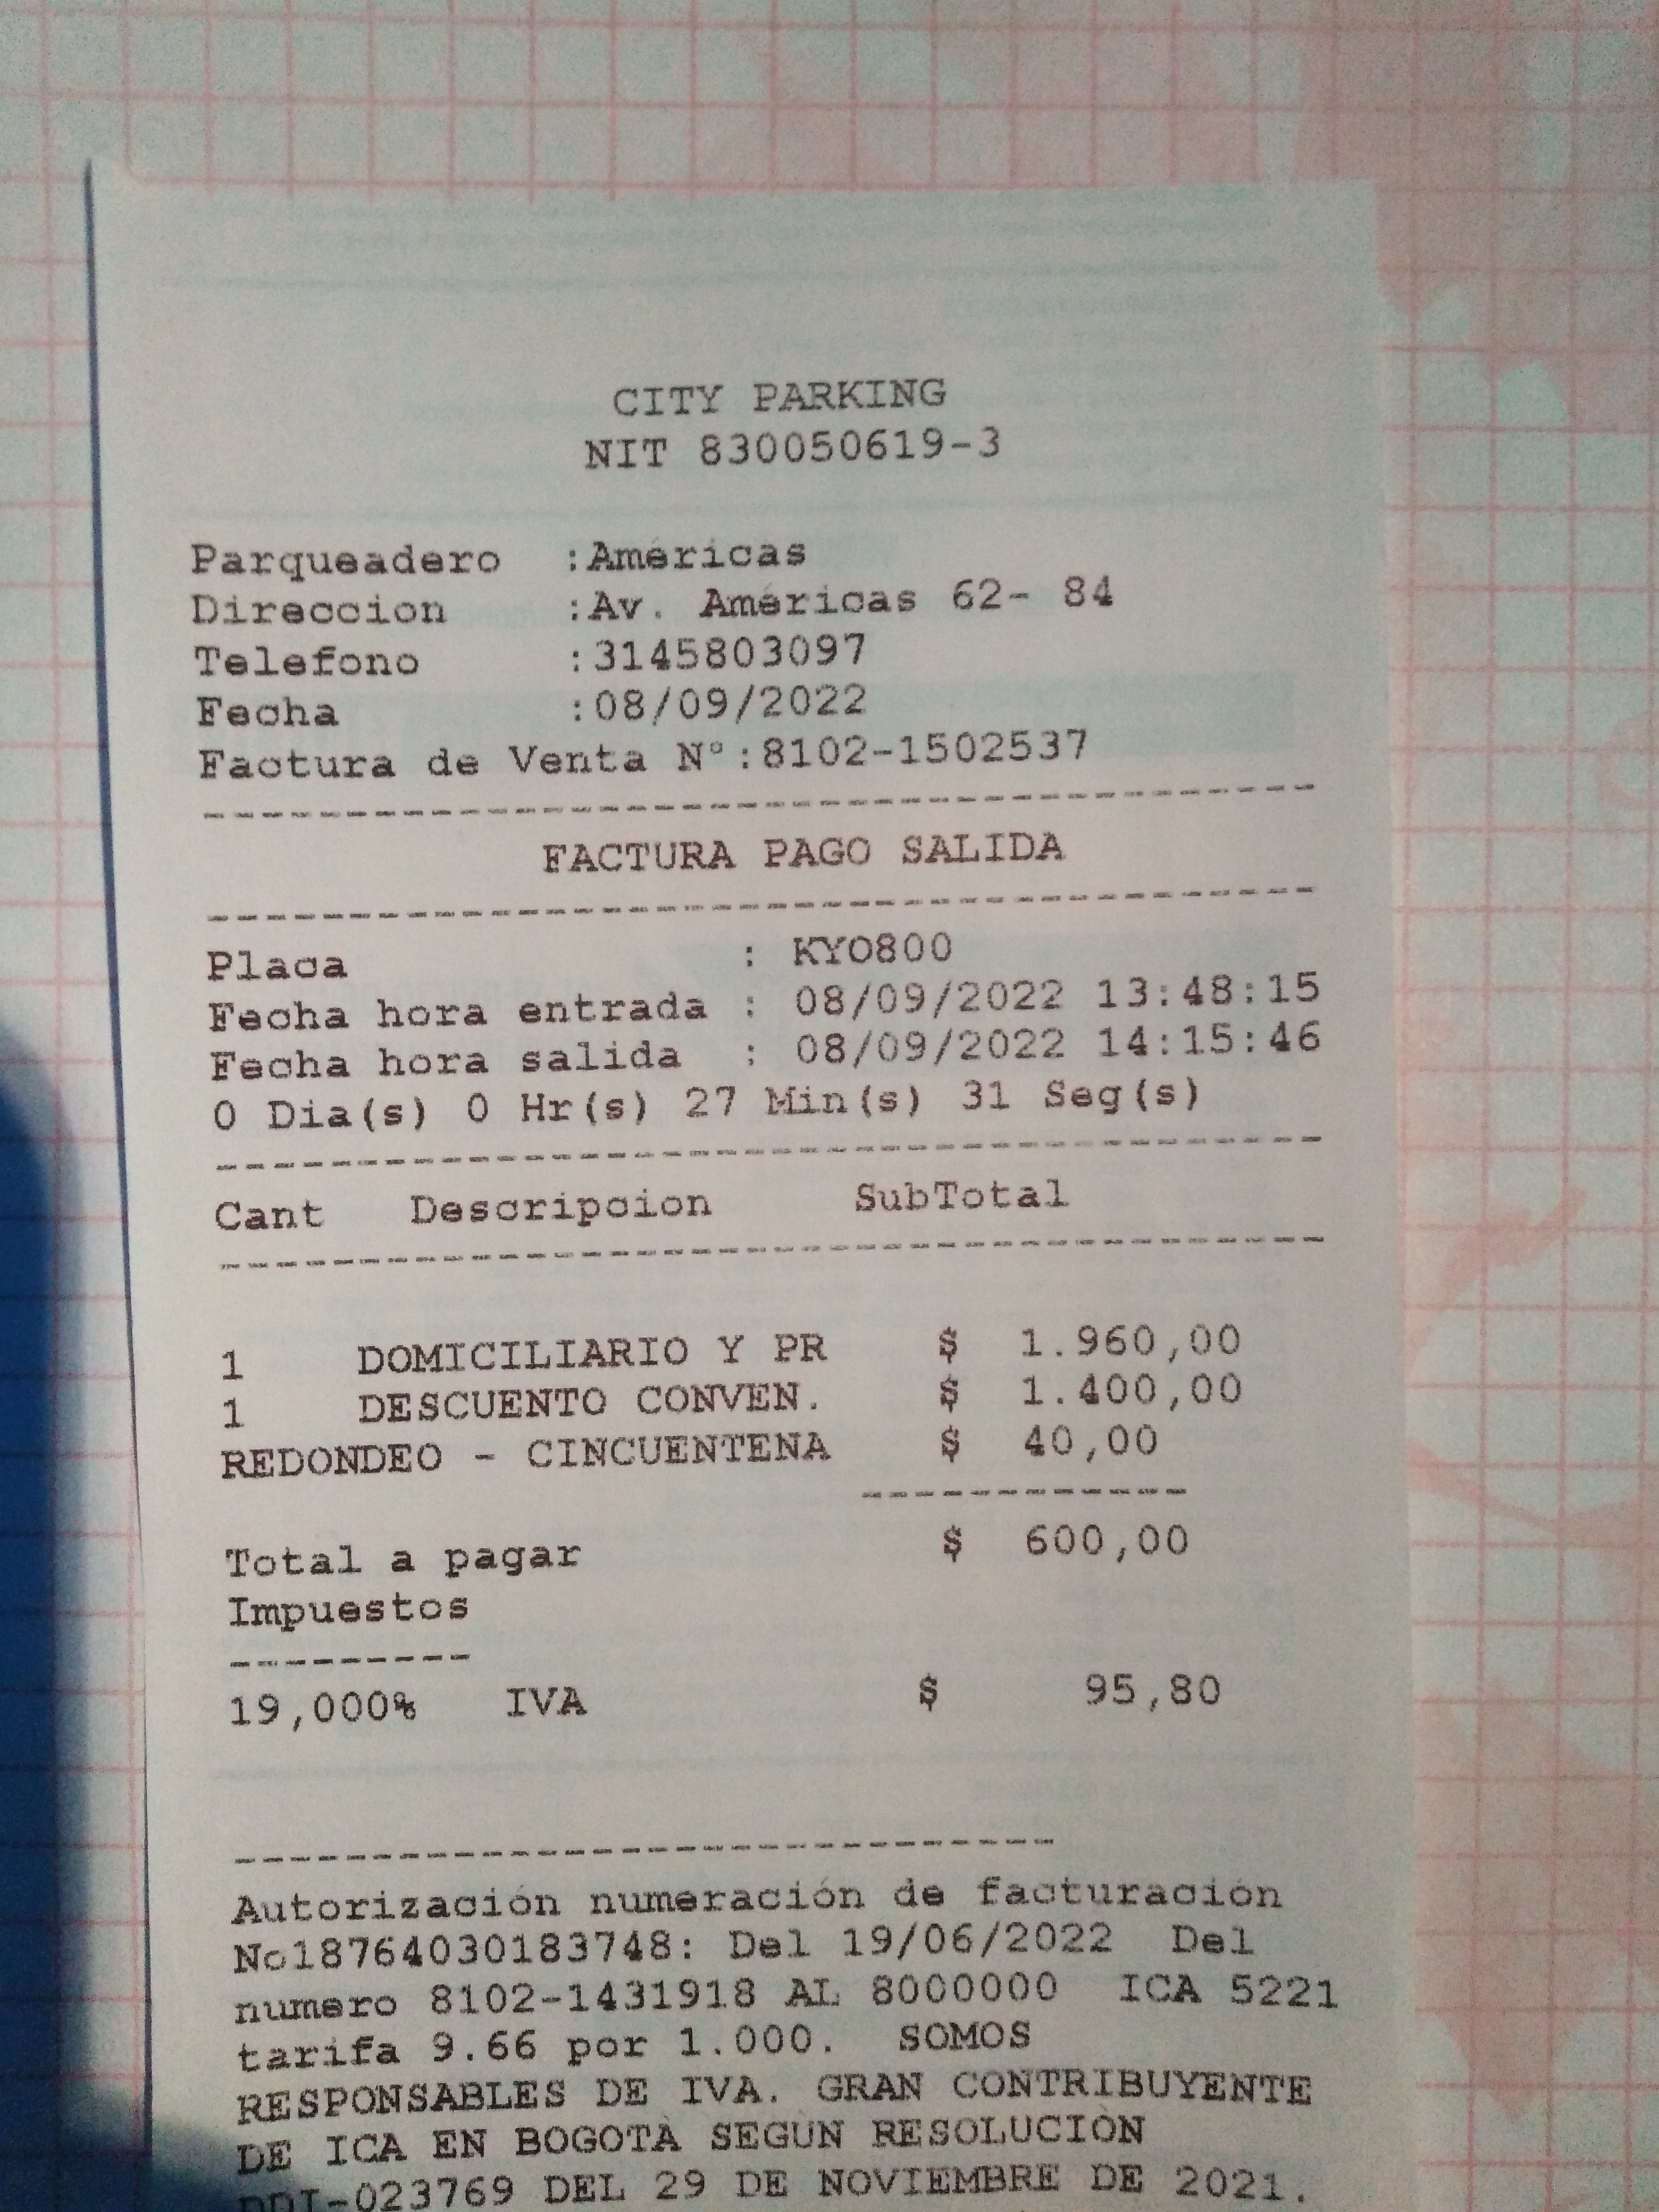 CITY PARKING
NIT 830050619-3
Parqueadero :Américas
Direccion :Av. Américas 62- 84
Telefono :3145803097
Fecha :08/09/2022
Factura de Venta N°:8102-1502537
FACTURA PAGO SALIDA
Placa : KYO800
Fecha hora entrada : 08/09/2022 13:48:15
Fecha hora salida : 08/09/2022 14:15:46
0 Dia(s) 0 Hr(s) 27 Min(s) 31 Seg(s)
Cant Descripcion SubTotal
1 DOMICILIARIO Y PR $ 1.960,00
1 DESCUENTO CONVEN. $ 1.400,00
REDONDEO - CINCUENTENA $ 40,00
Total a pagar $ 600,00
Impuestos
19,000% IVA $ 95,80
Autorización numeración de facturación
No18764030183748: Del 19/06/2022 Del
numero 8102-1431918 AL 8000000 ICA 5221
tarifa 9.66 por 1.000. SOMOS
RESPONSABLES DE IVA. GRAN CONTRIBUYENTE
DE ICA EN BOGOTÁ SEGÚN RESOLUCIÓN
DDI-023769 DEL 29 DE NOVIEMBRE DE 2021.